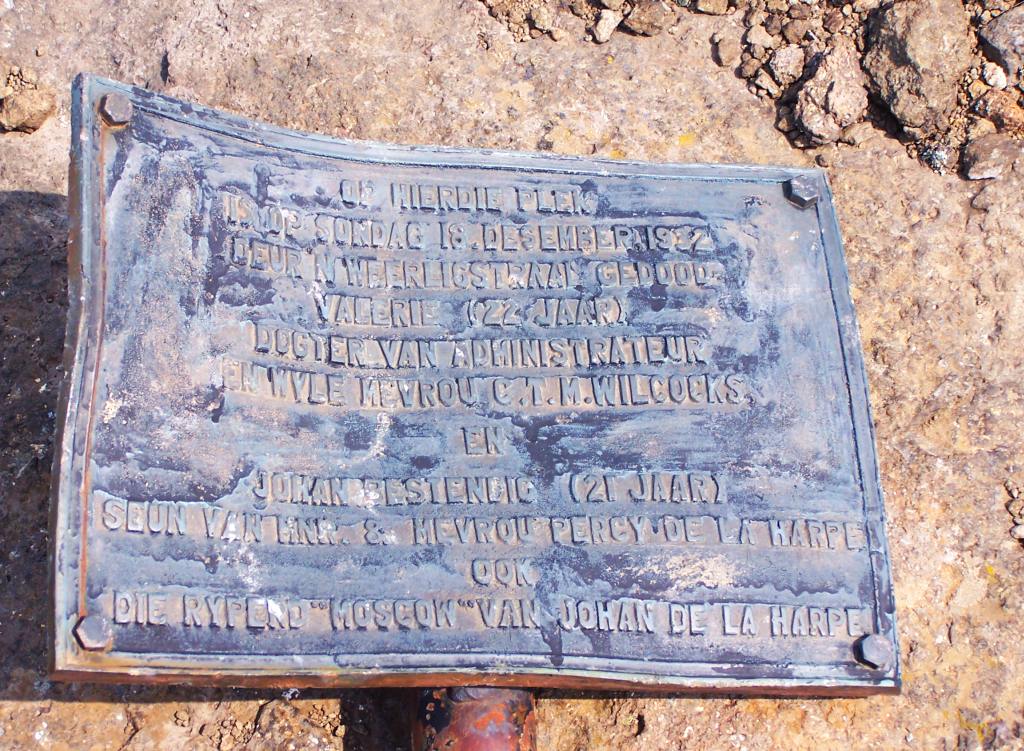 OP HIERDIE PLEK
IS OP SONDAG 18. DESEMBER. 1932
DEUR 'N WEERLIGSTRAAL GEDOOD:
VALERIE (22 JAAR)
DOGTER VAN ADMINISTRATEUR
EN WYLE MEVROU C.T.M. WILCOCKS.
EN
JOHAN BESTENDIG (21 JAAR)
SEUN VAN MNR. & MEVROU PERCY DE LA HARPE
OOK
DIE RYPERD "MOSCOW" VAN JOHAN DE LA HARPE